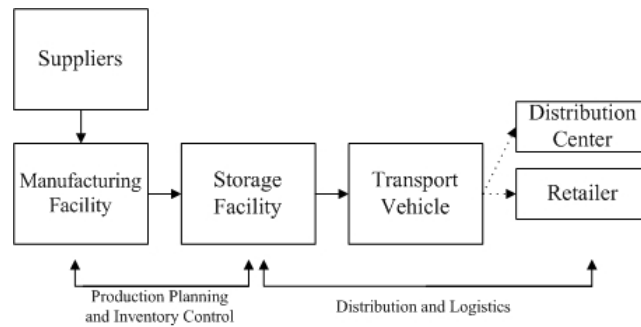 Suppliers
Distribution
Center
Manufacturing
Facility
Storage
Facility
Transport
Vehicle
Retailer
Production Planning
and Inventory Control
Distribution and Logistics